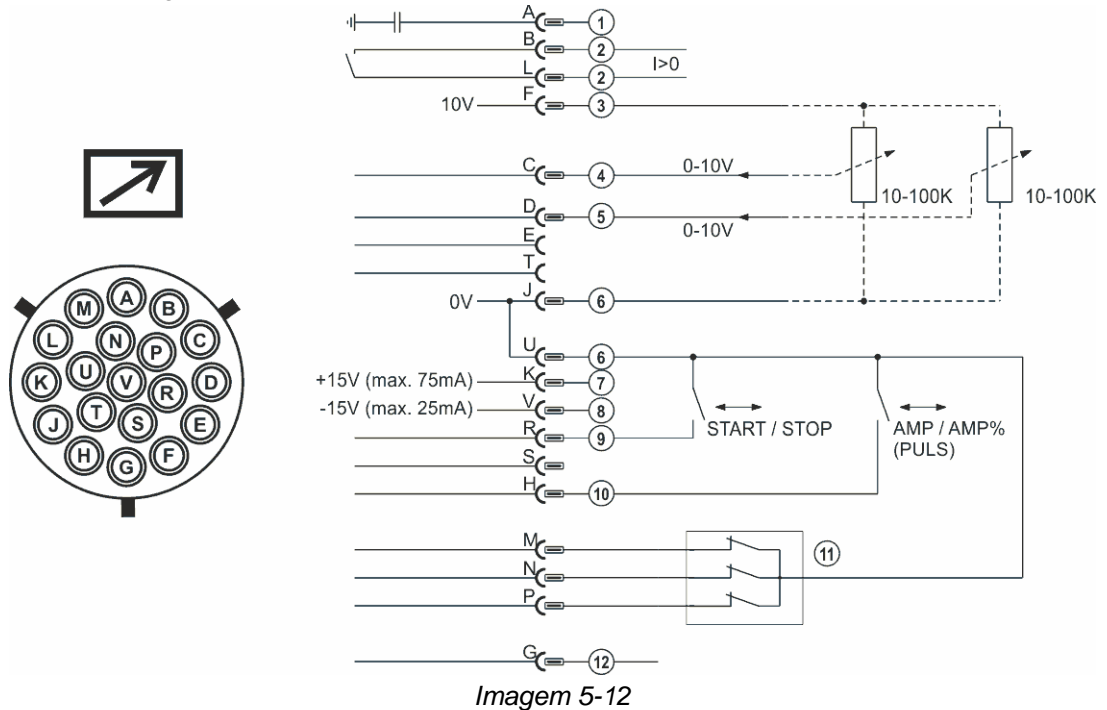 A 1
B 2
L 2 I>0
10V F 3
C 4 0-10V
10-100K 10-100K
D 5
0-10V
E
T
0V J 6
U 6
+15V (max. 75mA) K 7
-15V (max. 25mA) V 8
R 9 START / STOP AMP / AMP%
(PULS)
S
H 10
M 11
N
P
G 12
A
M B
L N P C
K U V R D
J T S E
H G F
Imagem 5-12